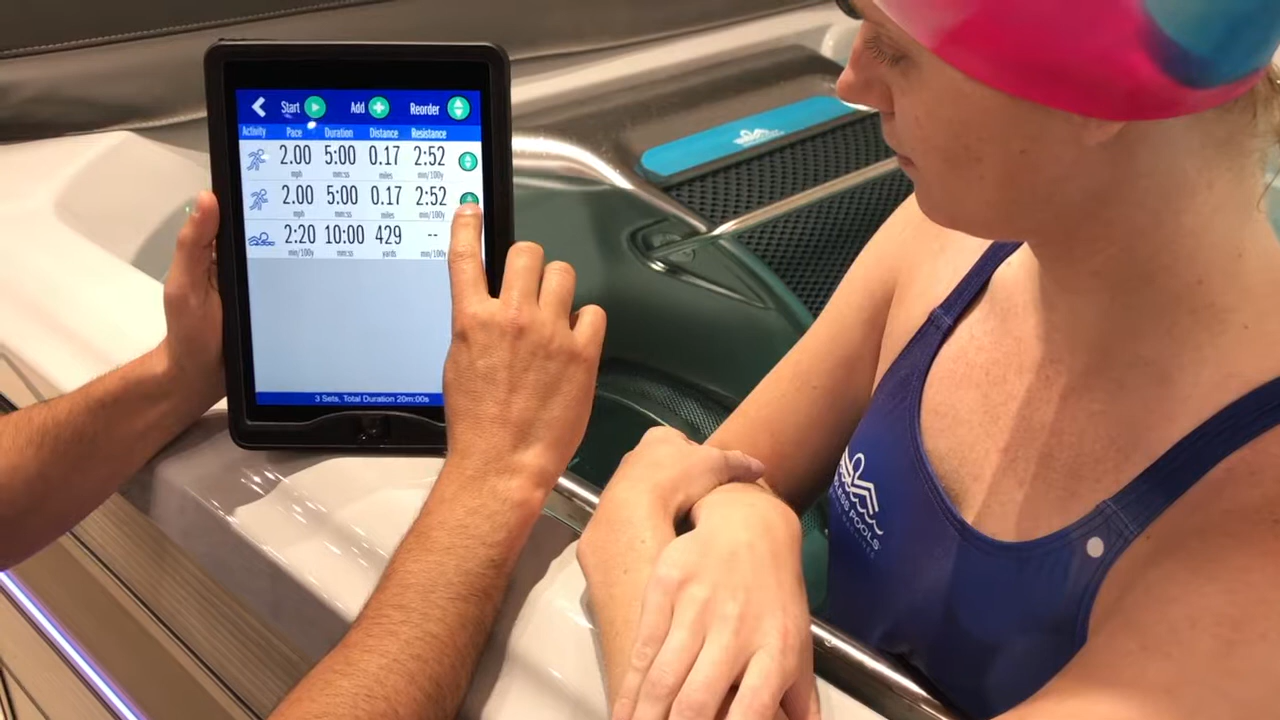 Start Add Reorder
Activity Pace Duration Distance Resistance
2.00 5:00 0.17 2:52
mph mm:ss miles min/100y
2.00 5:00 0.17 2:52
mph mm:ss miles min/100y
2:20 10:00 429 --
min/100y mm:ss yards min/100y
3 Sets, Total Duration 20m:00s
DLESS POOLS